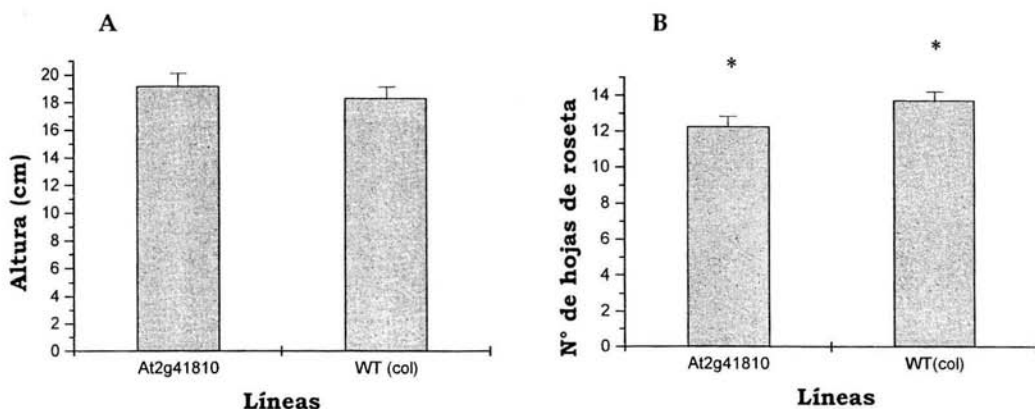 A
Altura (cm)
20
18
16
14
12
10
8
6
4
2
0
At2g41810
WT (col)
Líneas
B
*
*
N° de hojas de roseta
14
12
10
8
6
4
2
0
At2g41810
WT(col)
Líneas